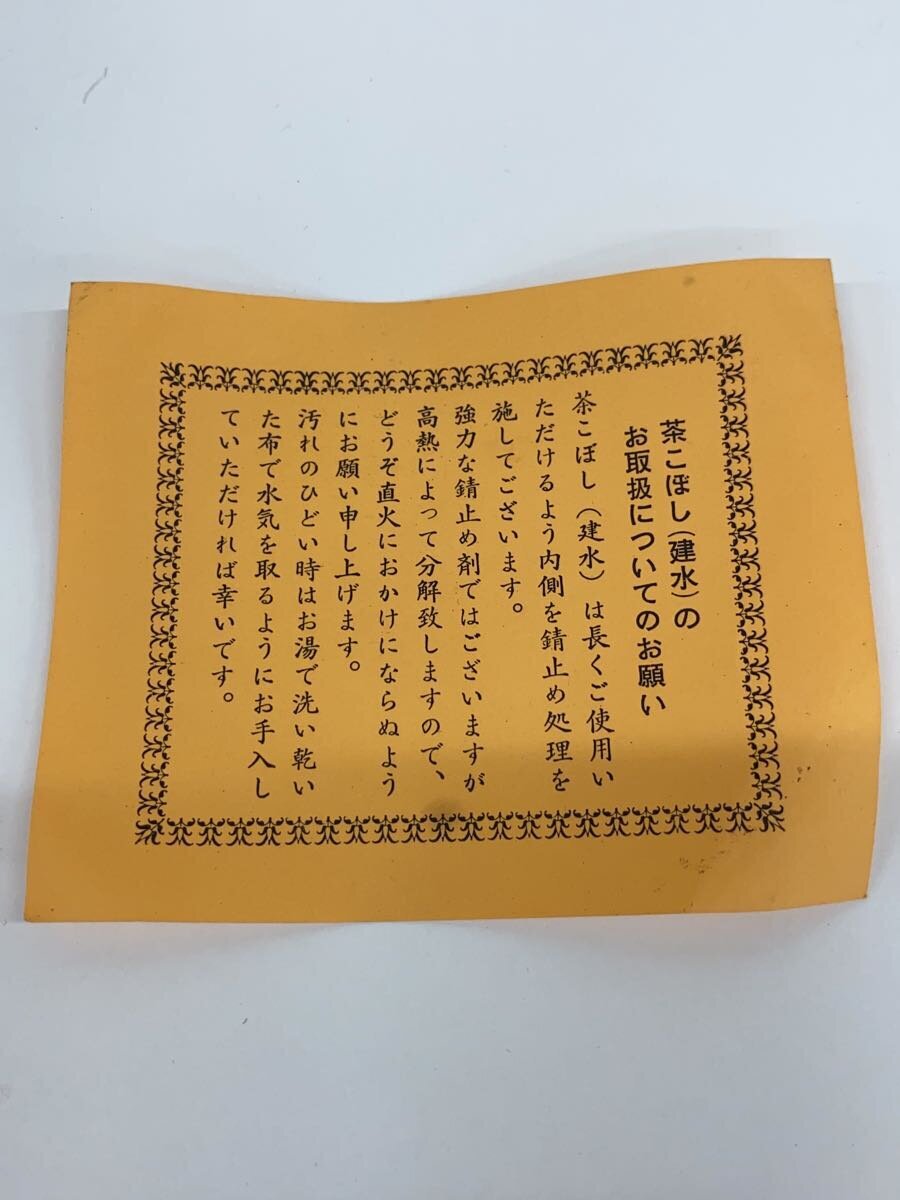 茶こぼし（建水）の
お取扱についてのお願い
茶こぼし（建水）は長くご使用い
ただけるよう内側を錆止め処理を
施してございます。
強力な錆止め剤ではございますが
高熱によって分解致しますので、
どうぞ直火におかけにならぬよう
にお願い申し上げます。
汚れのひどい時はお湯で洗い乾い
た布で水気を取るようにお手入し
ていただければ幸いです。